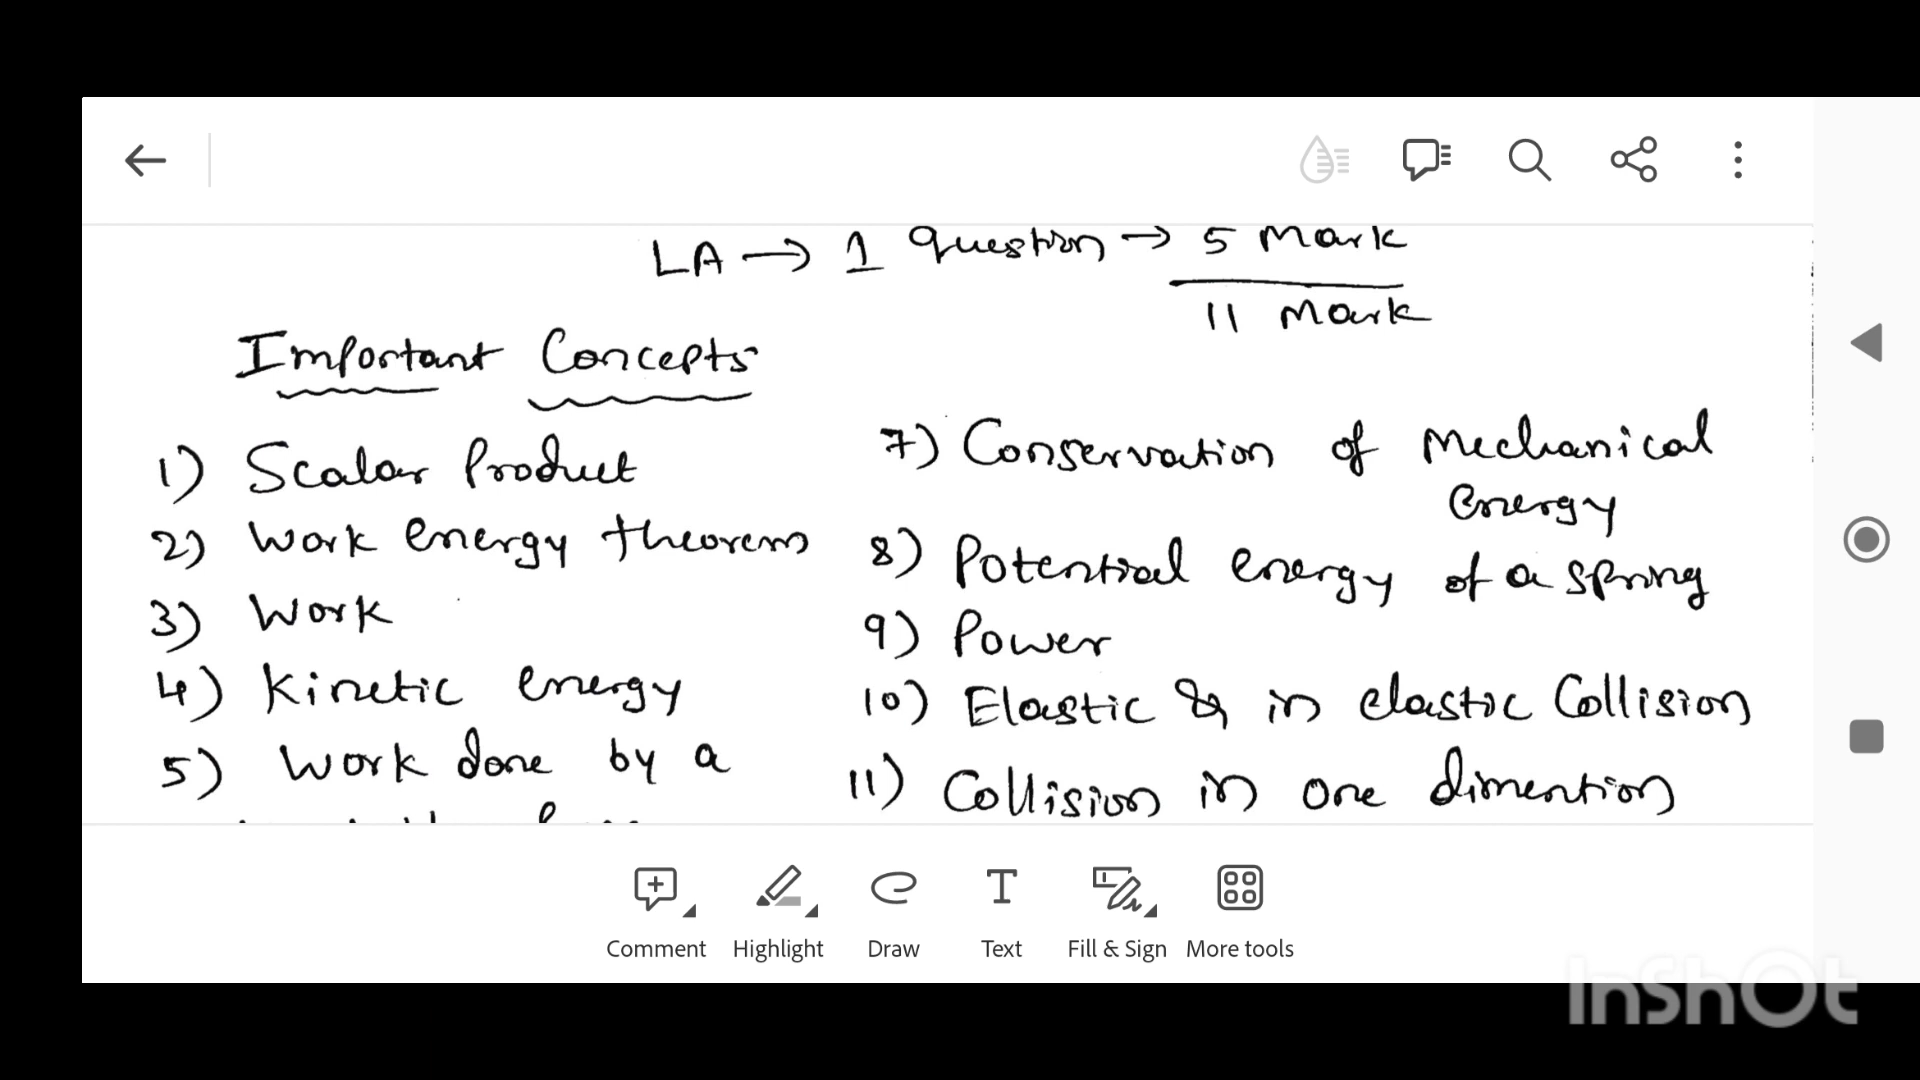 LA → 1 question → 5 Mark
11 Mark
Important Concepts
1) Scalar Product
2) Work energy theorem
3) Work
4) Kinetic energy
5) Work done by a
7) Conservation of Mechanical
energy
8) Potential energy of a spring
9) Power
10) Elastic & in elastic Collision
11) Collision in one dimention
Comment Highlight Draw Text Fill & Sign More tools
InShOt